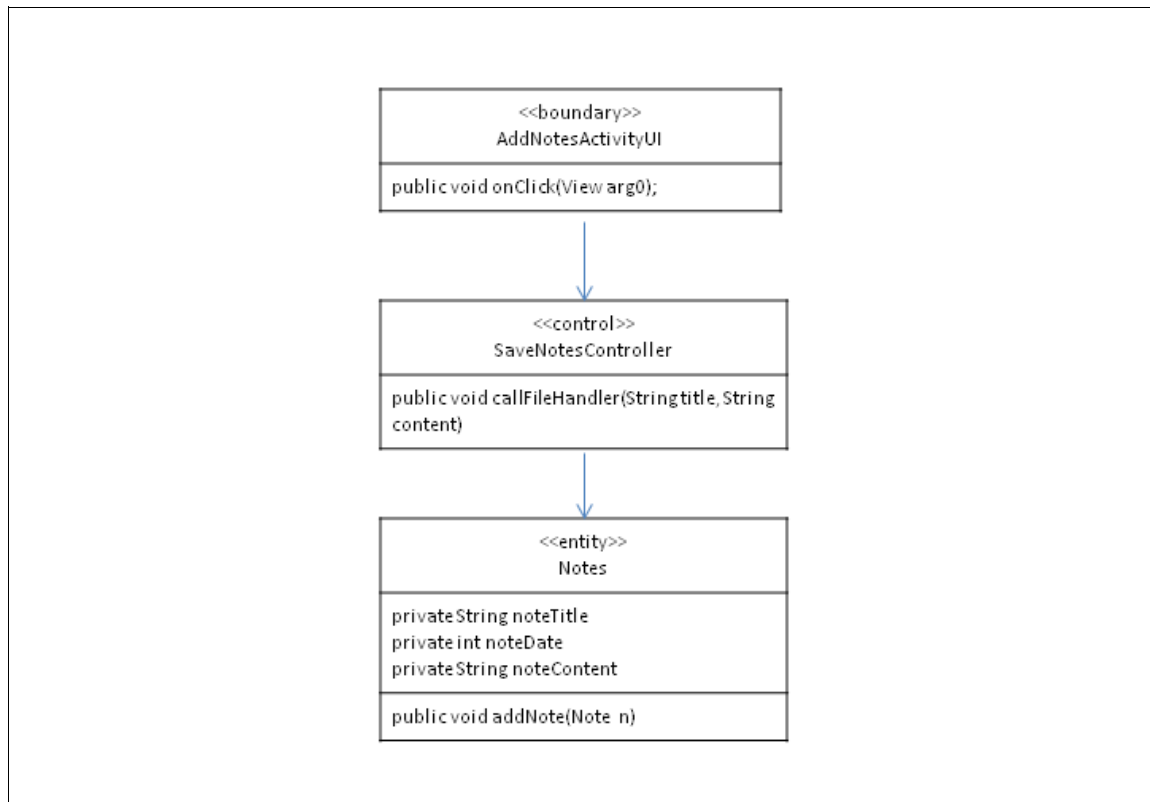 <<boundary>>
AddNotesActivityUI
public void onClick(View arg0);
<<control>>
SaveNotesController
public void callFileHandler(String title, String
content)
<<entity>>
Notes
private String noteTitle
private int noteDate
private String noteContent
public void addNote(Note n)